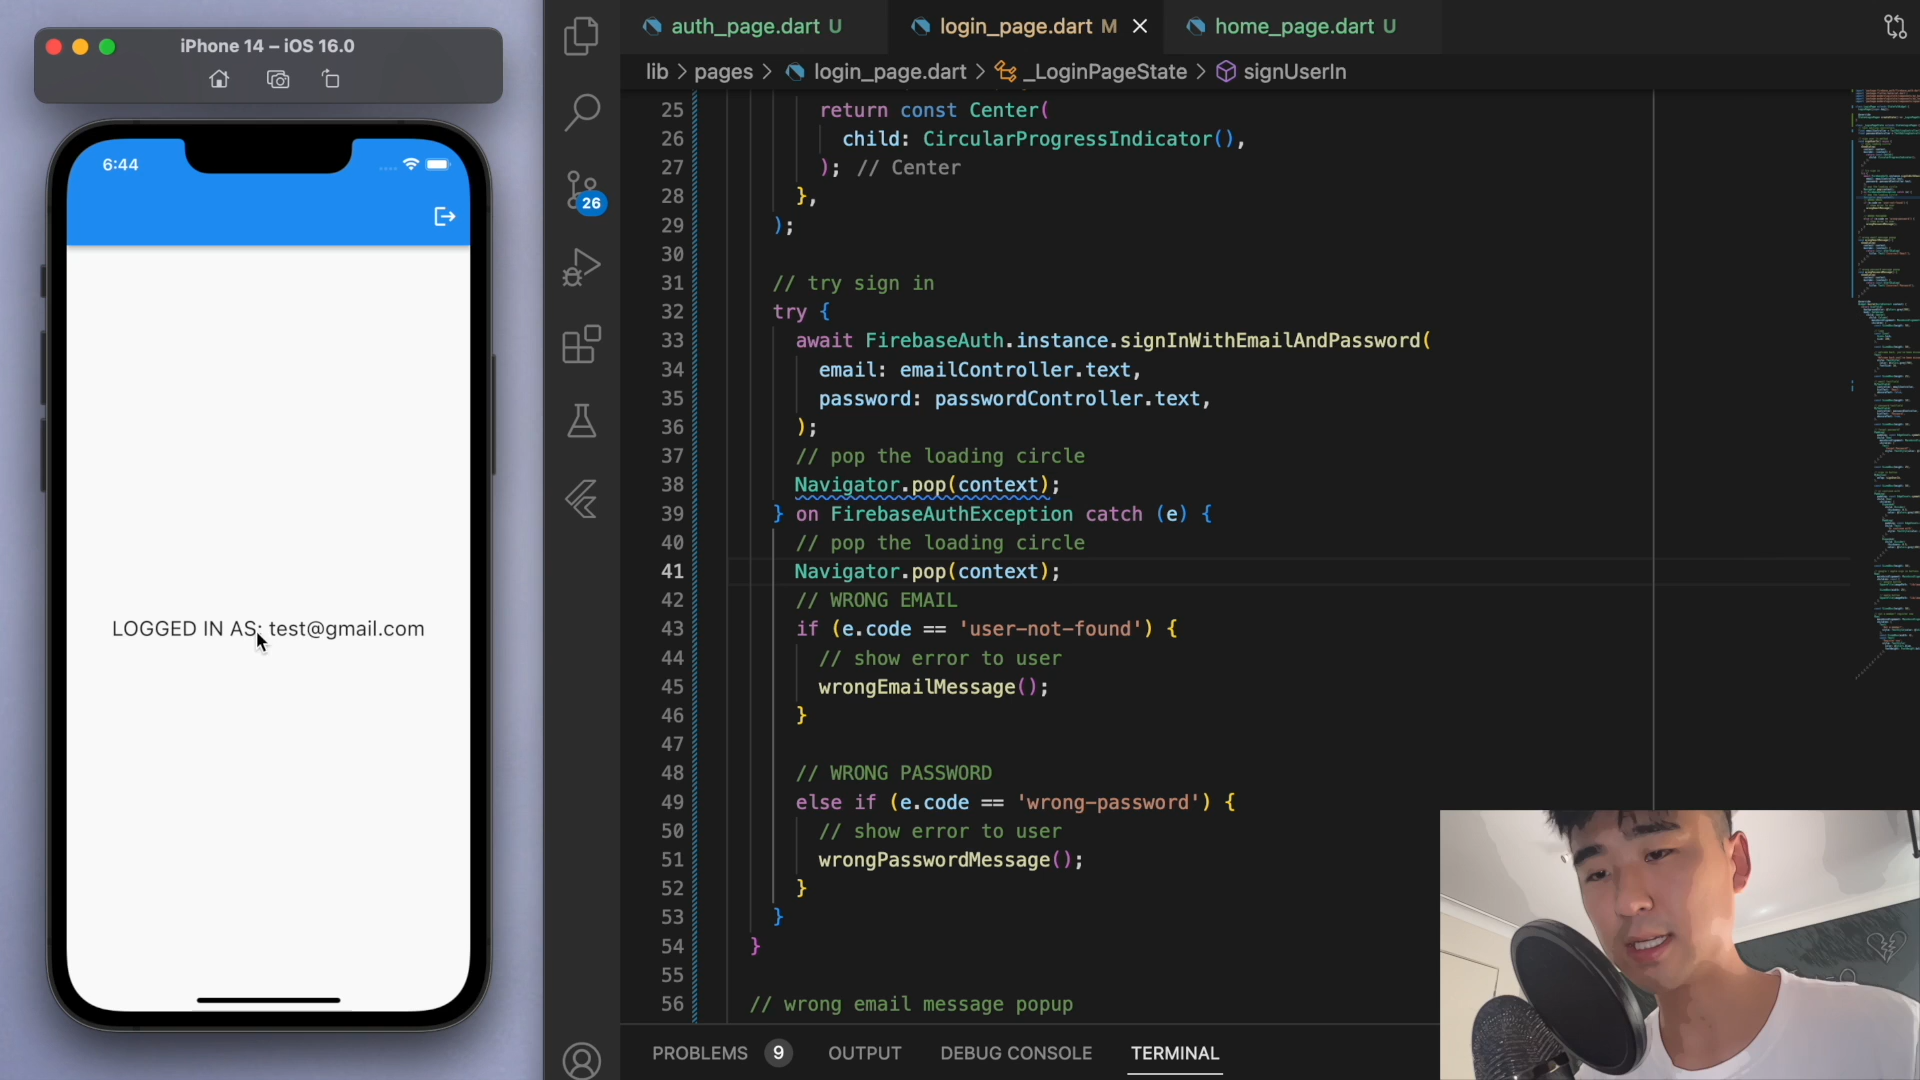 iPhone 14 – iOS 16.0
6:44
LOGGED IN AS: test@gmail.com
26
auth_page.dart U
login_page.dart M
home_page.dart U
lib > pages > login_page.dart > _LoginPageState > signUserIn
25 return const Center(
26 child: CircularProgressIndicator(),
27 ); // Center
28 },
29 );
30
31 // try sign in
32 try {
33 await FirebaseAuth.instance.signInWithEmailAndPassword(
34 email: emailController.text,
35 password: passwordController.text,
36 );
37 // pop the loading circle
38 Navigator.pop(context);
39 } on FirebaseAuthException catch (e) {
40 // pop the loading circle
41 Navigator.pop(context);
42 // WRONG EMAIL
43 if (e.code == 'user-not-found') {
44 // show error to user
45 wrongEmailMessage();
46 }
47
48 // WRONG PASSWORD
49 else if (e.code == 'wrong-password') {
50 // show error to user
51 wrongPasswordMessage();
52 }
53 }
54 }
55
56 // wrong email message popup
PROBLEMS 9 OUTPUT DEBUG CONSOLE TERMINAL